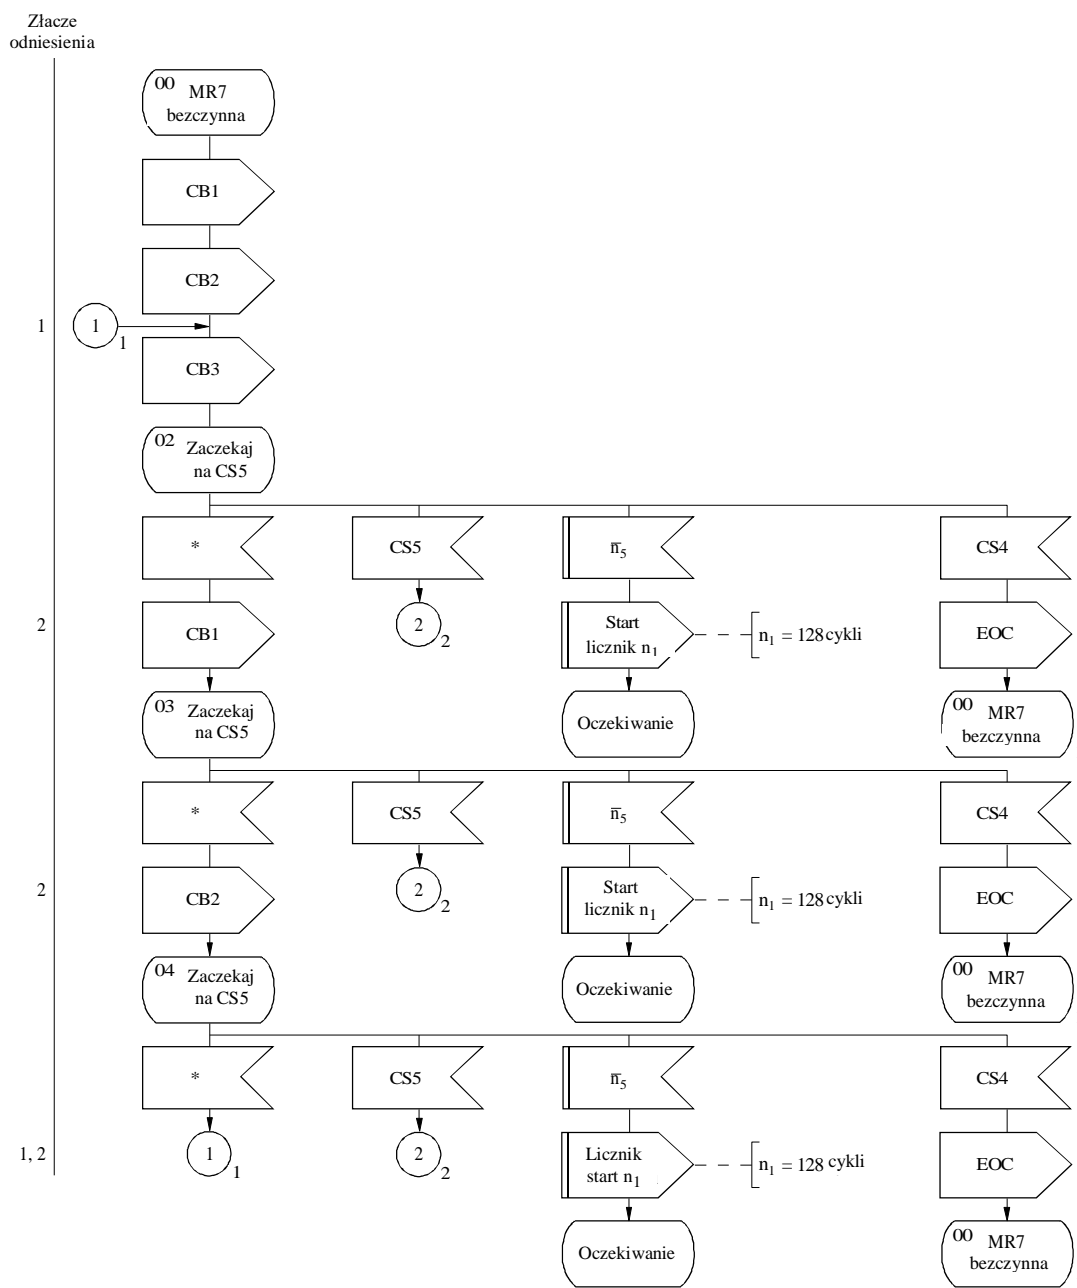 Złacze
odniesienia
00 MR7
bezczynna
CB1
CB2
1
1
1
CB3
02 Zaczekaj
na CS5
*
CS5
n̅5
CS4
2
CB1
2
2
Start
licznik n1
n1 = 128 cykli
EOC
03 Zaczekaj
na CS5
Oczekiwanie
00 MR7
bezczynna
*
CS5
n̅5
CS4
2
CB2
2
2
Start
licznik n1
n1 = 128 cykli
EOC
04 Zaczekaj
na CS5
Oczekiwanie
00 MR7
bezczynna
*
CS5
n̅5
CS4
1, 2
1
1
2
2
Licznik
start n1
n1 = 128 cykli
EOC
Oczekiwanie
00 MR7
bezczynna